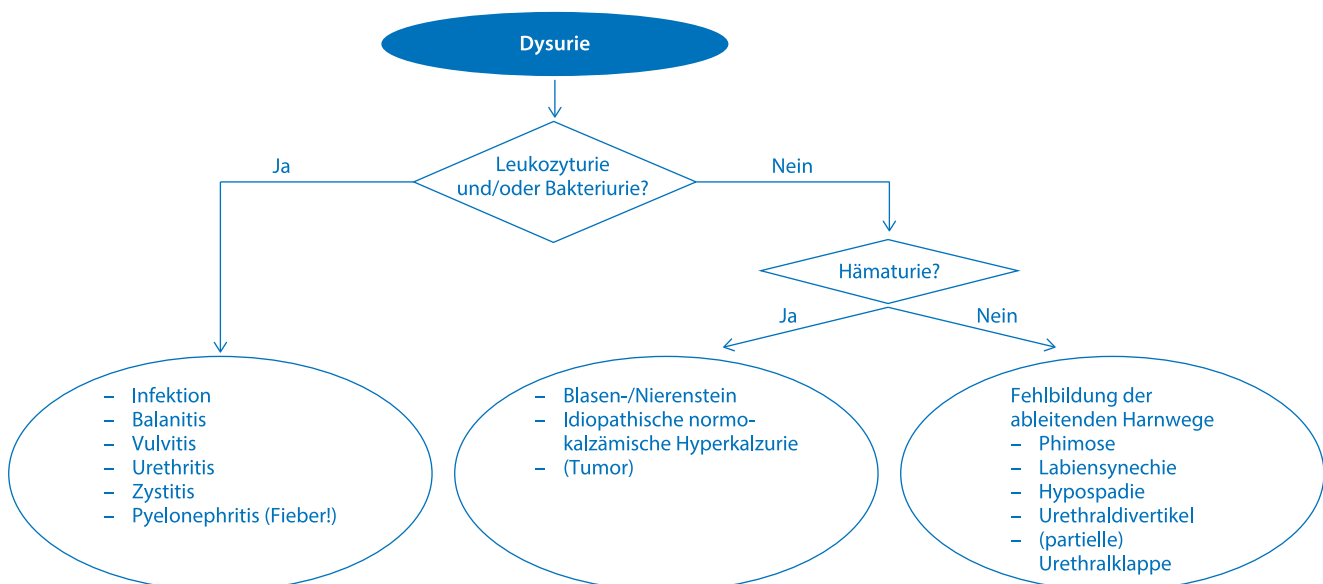 Dysurie
Ja
Leukozyturie
und/oder Bakteriurie?
Nein
Hämaturie?
Ja
Nein
– Infektion
– Balanitis
– Vulvitis
– Urethritis
– Zystitis
– Pyelonephritis (Fieber!)
– Blasen-/Nierenstein
– Idiopathische normo-
kalzämische Hyperkalzurie
– (Tumor)
Fehlbildung der
ableitenden Harnwege
– Phimose
– Labiensynechie
– Hypospadie
– Urethraldivertikel
– (partielle)
Urethralklappe